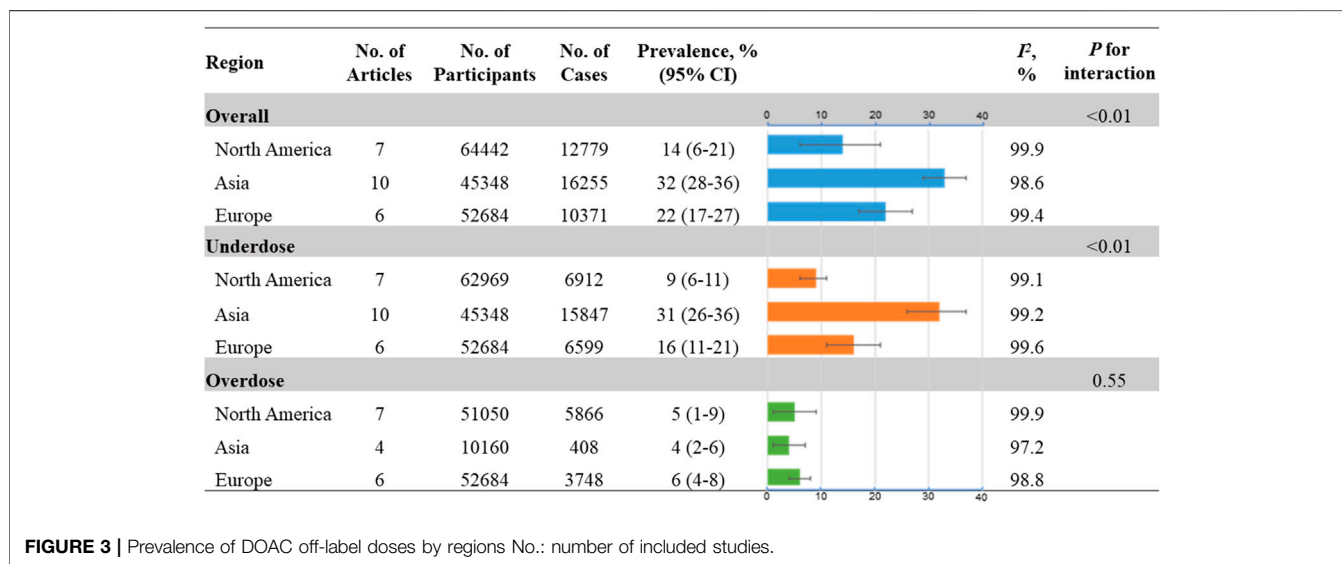 Region No. of Articles No. of Participants No. of Cases Prevalence, % (95% CI) I², % P for interaction
Overall 0 10 20 30 40 <0.01
North America 7 64442 12779 14 (6-21) 99.9
Asia 10 45348 16255 32 (28-36) 98.6
Europe 6 52684 10371 22 (17-27) 99.4
Underdose <0.01
North America 7 62969 6912 9 (6-11) 99.1
Asia 10 45348 15847 31 (26-36) 99.2
Europe 6 52684 6599 16 (11-21) 99.6
Overdose 0.55
North America 7 51050 5866 5 (1-9) 99.9
Asia 4 10160 408 4 (2-6) 97.2
Europe 6 52684 3748 6 (4-8) 98.8
0 10 20 30 40
FIGURE 3 | Prevalence of DOAC off-label doses by regions No.: number of included studies.